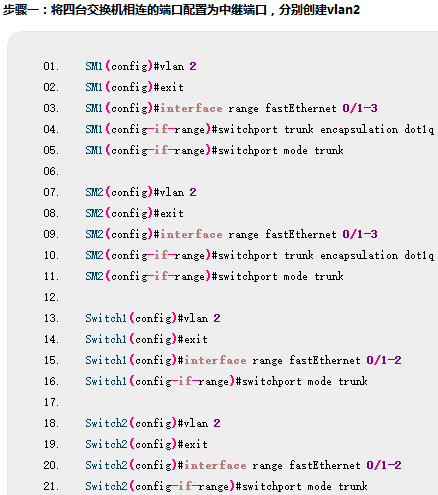 步骤一：将四台交换机相连的端口配置为中继端口，分别创建vlan2
01. SM1(config)#vlan 2
02. SM1(config)#exit
03. SM1(config)#interface range fastEthernet 0/1-3
04. SM1(config-if-range)#switchport trunk encapsulation dot1q
05. SM1(config-if-range)#switchport mode trunk
06.
07. SM2(config)#vlan 2
08. SM2(config)#exit
09. SM2(config)#interface range fastEthernet 0/1-3
10. SM2(config-if-range)#switchport trunk encapsulation dot1q
11. SM2(config-if-range)#switchport mode trunk
12.
13. Switch1(config)#vlan 2
14. Switch1(config)#exit
15. Switch1(config)#interface range fastEthernet 0/1-2
16. Switch1(config-if-range)#switchport mode trunk
17.
18. Switch2(config)#vlan 2
19. Switch2(config)#exit
20. Switch2(config)#interface range fastEthernet 0/1-2
21. Switch2(config-if-range)#switchport mode trunk